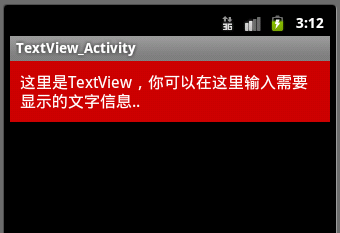 3G 3:12
TextView_Activity
这里是TextView，你可以在这里输入需要
显示的文字信息..